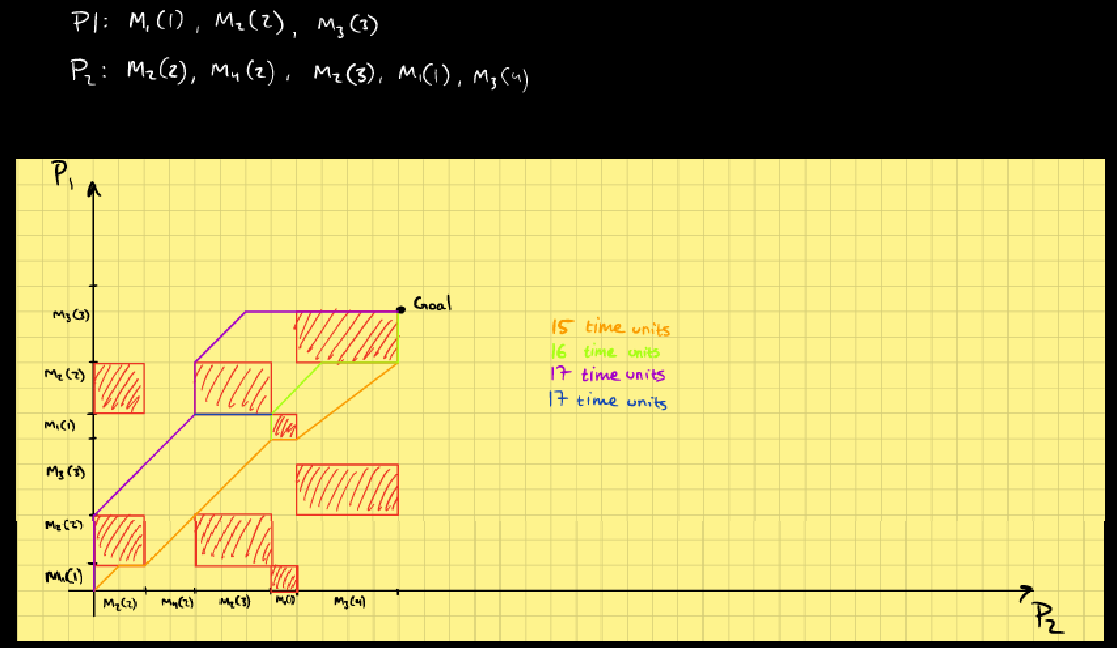 P1: M₁(1), M₂(2), M₃(3)
P₂: M₂(2), M₄(2), M₂(3), M₁(1), M₃(4)
P₁
M₃(3)
Goal
15 time units
16 time units
M₂(2)
17 time units
17 time units
M₁(1)
M₃(3)
M₂(2)
M₁(1)
M₂(2) M₄(2) M₂(3) M₁(1) M₃(4)
P₂